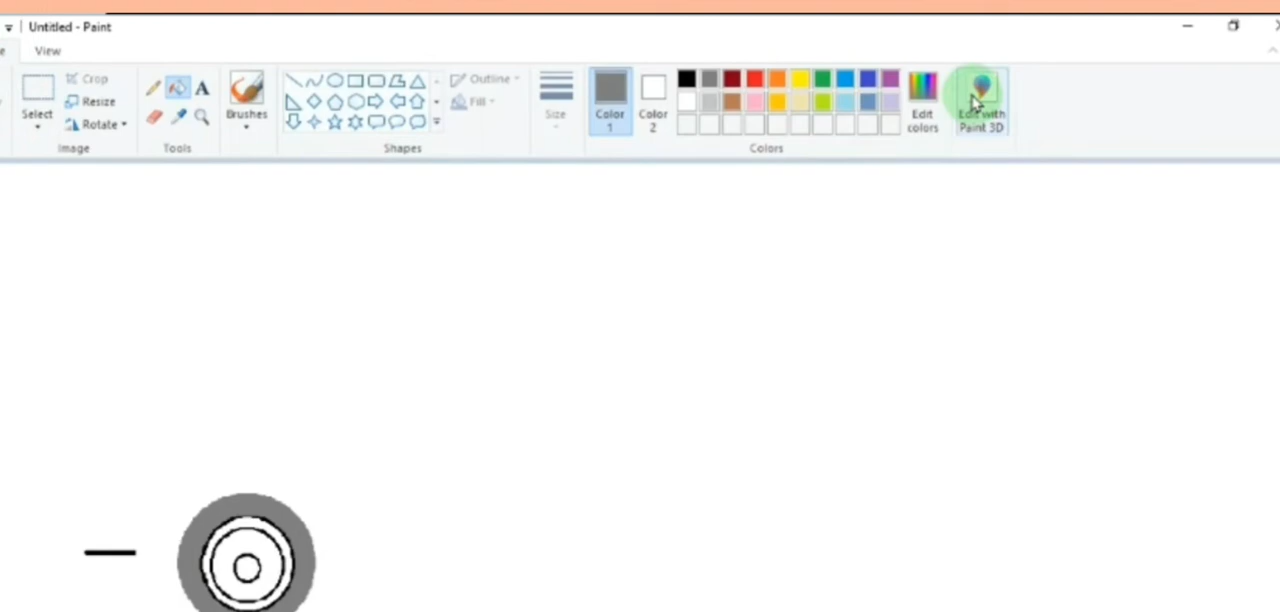 Untitled - Paint
e View
Crop
Resize
Rotate
Select
Image
A
Tools
Brushes
Outline
Fill
Shapes
Size
Color 1
Color 2
Edit colors
Edit with Paint 3D
Colors